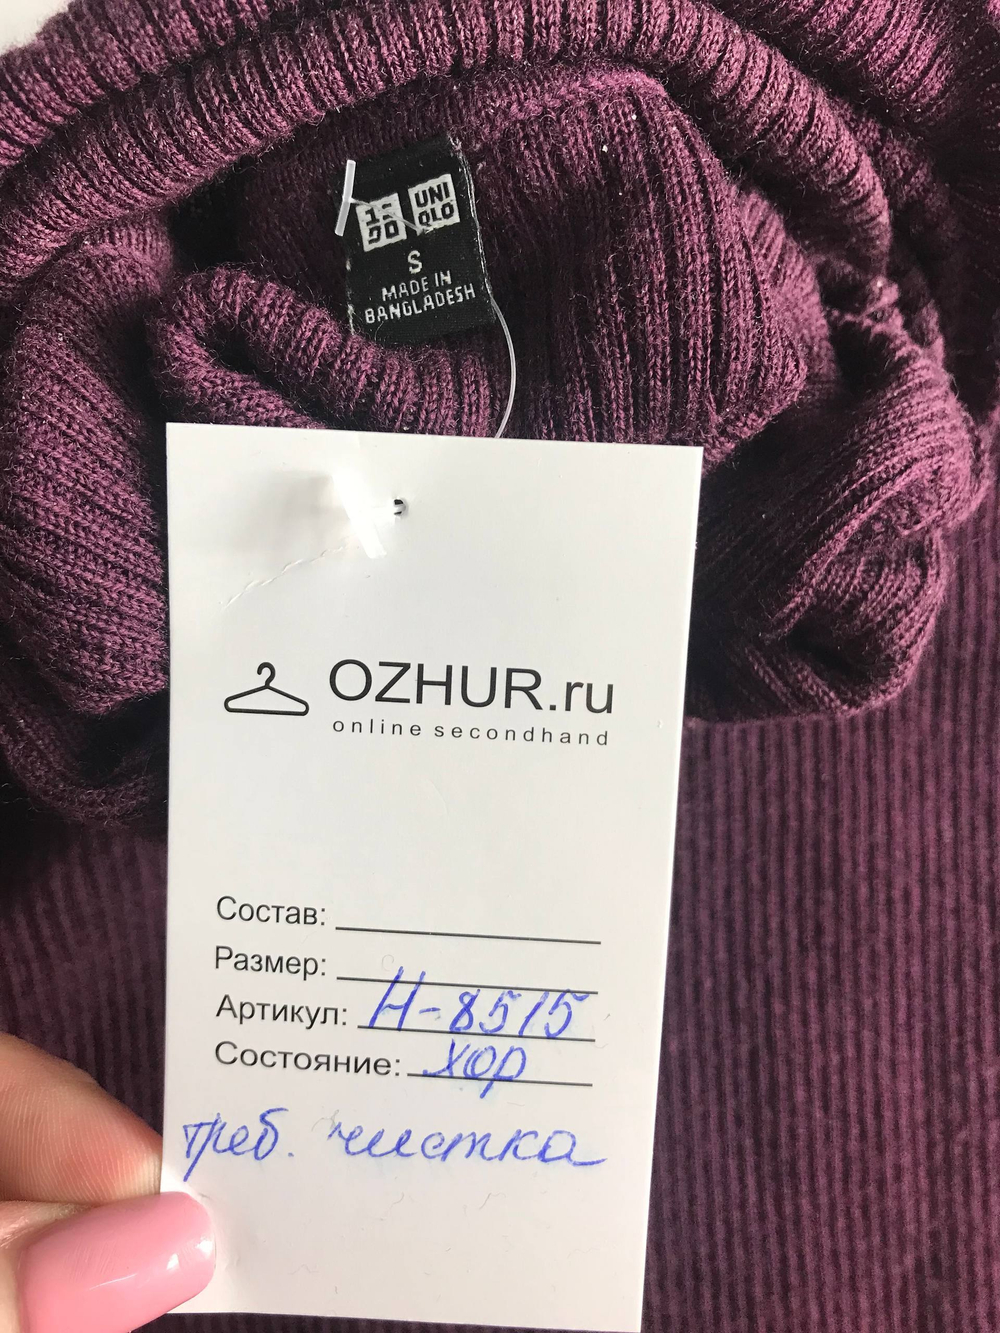 UNI
QLO
S
MADE IN
BANGLADESH
OZHUR.ru
online secondhand
Состав:
Размер:
Артикул: Н-8515
Состояние: хор
треб. чистка